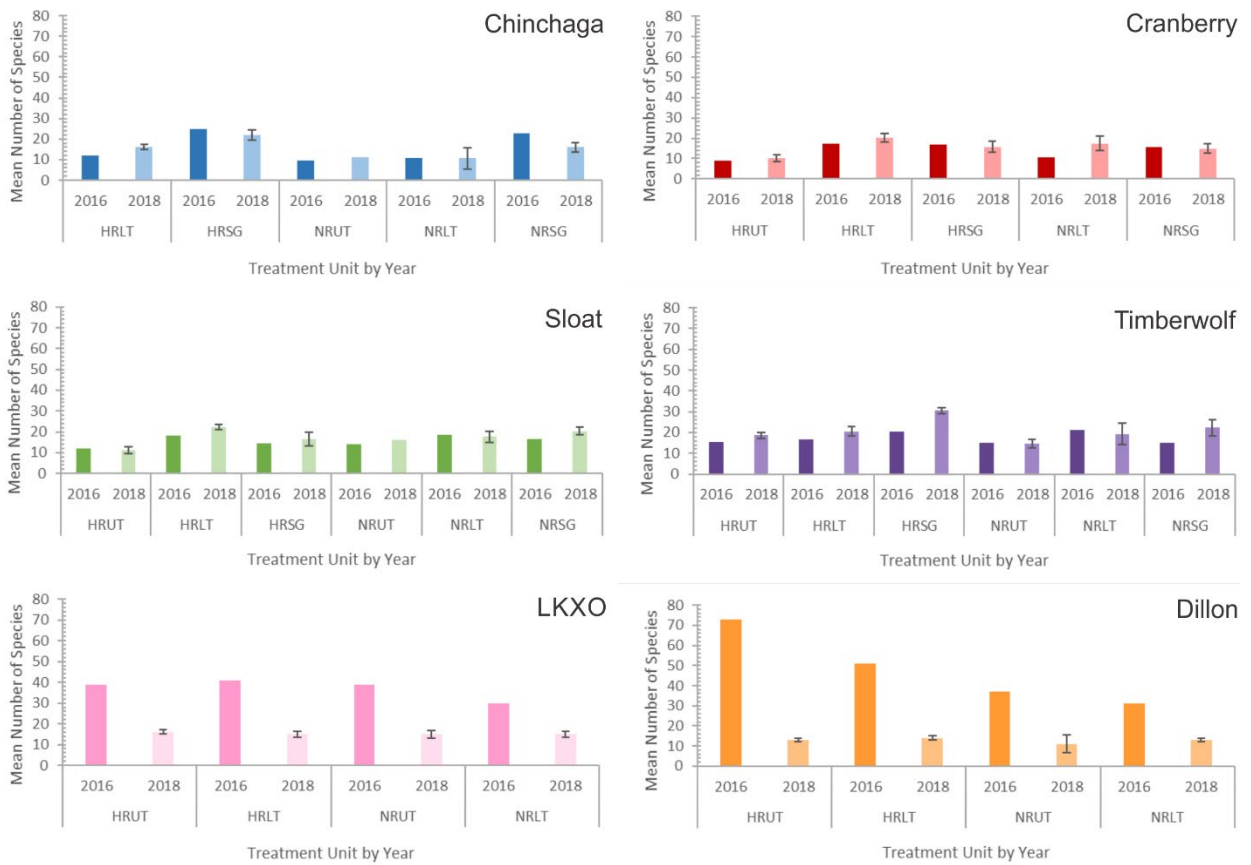 Chinchaga
Mean Number of Species
80
70
60
50
40
30
20
10
0
2016 2018 2016 2018 2016 2018 2016 2018 2016 2018
HRLT HRSG NRUT NRLT NRSG
Treatment Unit by Year
Cranberry
Mean Number of Species
80
70
60
50
40
30
20
10
0
2016 2018 2016 2018 2016 2018 2016 2018 2016 2018
HRUT HRLT HRSG NRLT NRSG
Treatment Unit by Year
Sloat
Mean Number of Species
80
70
60
50
40
30
20
10
0
2016 2018 2016 2018 2016 2018 2016 2018 2016 2018 2016 2018
HRUT HRLT HRSG NRUT NRLT NRSG
Treatment Unit by Year
Timberwolf
Mean Number of Species
80
70
60
50
40
30
20
10
0
2016 2018 2016 2018 2016 2018 2016 2018 2016 2018 2016 2018
HRUT HRLT HRSG NRUT NRLT NRSG
Treatment Unit by Year
LKXO
Mean Number of Species
80
70
60
50
40
30
20
10
0
2016 2018 2016 2018 2016 2018 2016 2018
HRUT HRLT NRUT NRLT
Treatment Unit by Year
Dillon
Mean Number of Species
80
70
60
50
40
30
20
10
0
2016 2018 2016 2018 2016 2018 2016 2018
HRUT HRLT NRUT NRLT
Treatment Unit by Year